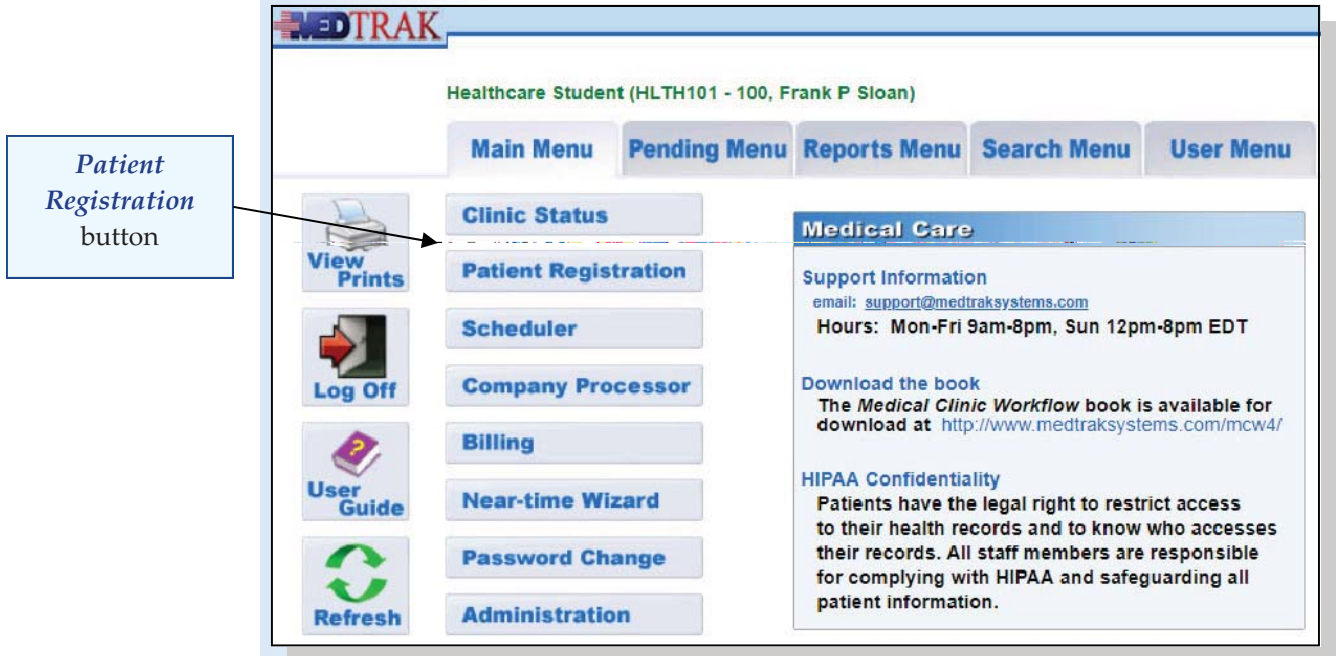 MEDTRAK
Healthcare Student (HLTH101 - 100, Frank P Sloan)
Main Menu
Pending Menu
Reports Menu
Search Menu
User Menu
Patient
Registration
button
View
Prints
Log Off
User
Guide
Refresh
Clinic Status
Patient Registration
Scheduler
Company Processor
Billing
Near-time Wizard
Password Change
Administration
Medical Care
Support Information
email: support@medtraksystems.com
Hours: Mon-Fri 9am-8pm, Sun 12pm-8pm EDT
Download the book
The Medical Clinic Workflow book is available for
download at http://www.medtraksystems.com/mcw4/
HIPAA Confidentiality
Patients have the legal right to restrict access
to their health records and to know who accesses
their records. All staff members are responsible
for complying with HIPAA and safeguarding all
patient information.